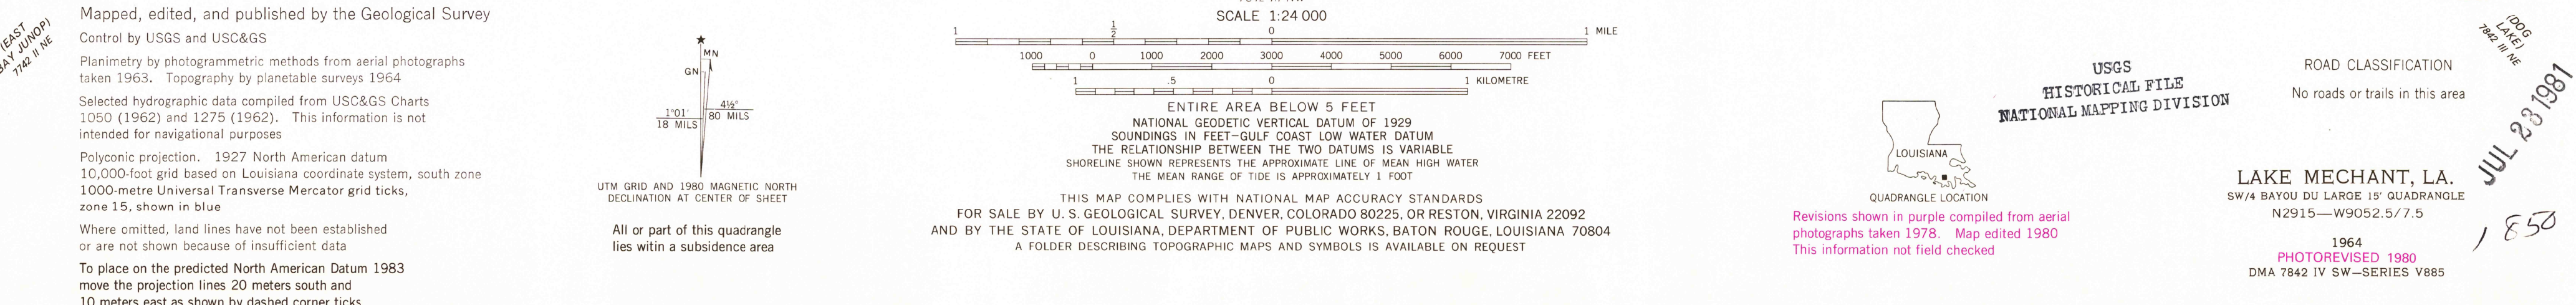 (EAST
BAY JUNOP)
7742 II NE
Mapped, edited, and published by the Geological Survey
Control by USGS and USC&GS
Planimetry by photogrammetric methods from aerial photographs
taken 1963. Topography by planetable surveys 1964
Selected hydrographic data compiled from USC&GS Charts
1050 (1962) and 1275 (1962). This information is not
intended for navigational purposes
Polyconic projection. 1927 North American datum
10,000-foot grid based on Louisiana coordinate system, south zone
1000-metre Universal Transverse Mercator grid ticks,
zone 15, shown in blue
Where omitted, land lines have not been established
or are not shown because of insufficient data
To place on the predicted North American Datum 1983
move the projection lines 20 meters south and
10 meters east as shown by dashed corner ticks
★
MN
GN
1°01′
18 MILS
4½°
80 MILS
UTM GRID AND 1980 MAGNETIC NORTH
DECLINATION AT CENTER OF SHEET
All or part of this quadrangle
lies witin a subsidence area
SCALE 1:24 000
1 ½ 0 1 MILE
1000 0 1000 2000 3000 4000 5000 6000 7000 FEET
1 .5 0 1 KILOMETRE
ENTIRE AREA BELOW 5 FEET
NATIONAL GEODETIC VERTICAL DATUM OF 1929
SOUNDINGS IN FEET—GULF COAST LOW WATER DATUM
THE RELATIONSHIP BETWEEN THE TWO DATUMS IS VARIABLE
SHORELINE SHOWN REPRESENTS THE APPROXIMATE LINE OF MEAN HIGH WATER
THE MEAN RANGE OF TIDE IS APPROXIMATELY 1 FOOT
THIS MAP COMPLIES WITH NATIONAL MAP ACCURACY STANDARDS
FOR SALE BY U. S. GEOLOGICAL SURVEY, DENVER, COLORADO 80225, OR RESTON, VIRGINIA 22092
AND BY THE STATE OF LOUISIANA, DEPARTMENT OF PUBLIC WORKS, BATON ROUGE, LOUISIANA 70804
A FOLDER DESCRIBING TOPOGRAPHIC MAPS AND SYMBOLS IS AVAILABLE ON REQUEST
LOUISIANA
QUADRANGLE LOCATION
Revisions shown in purple compiled from aerial
photographs taken 1978. Map edited 1980
This information not field checked
USGS
HISTORICAL FILE
NATIONAL MAPPING DIVISION
ROAD CLASSIFICATION
No roads or trails in this area
(DOG
LAKE)
7842 III NE
JUL 23 1981
LAKE MECHANT, LA.
SW/4 BAYOU DU LARGE 15′ QUADRANGLE
N2915—W9052.5/7.5
1964
PHOTOREVISED 1980
DMA 7842 IV SW—SERIES V885
1850